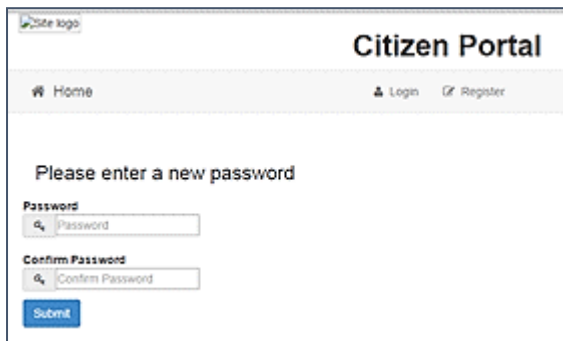 Site logo
Citizen Portal
Home
Login Register
Please enter a new password
Password
Password
Confirm Password
Confirm Password
Submit